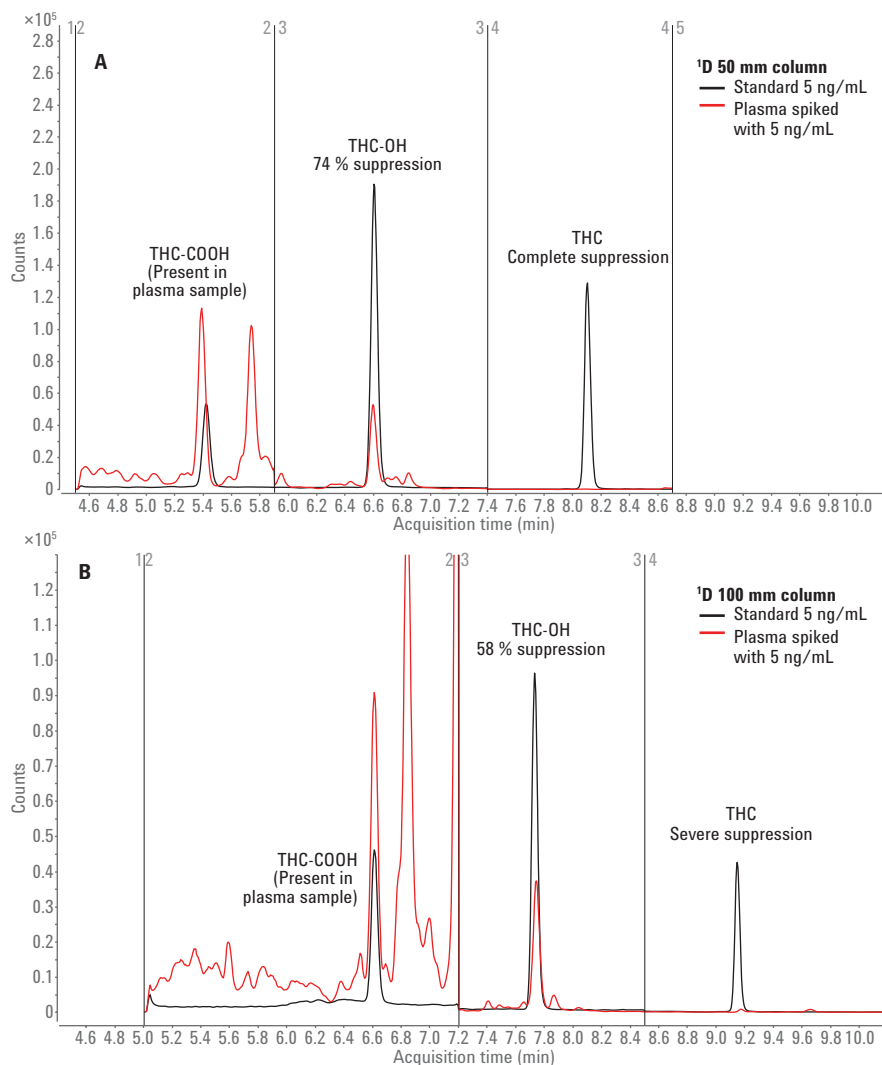 ×10⁵
12
2 3
3 4
4 5
A
¹D 50 mm column
Standard 5 ng/mL
Plasma spiked
with 5 ng/mL
THC-OH
74 % suppression
THC
Complete suppression
THC-COOH
(Present in
plasma sample)
Counts
2.8
2.6
2.4
2.2
2.0
1.8
1.6
1.4
1.2
1.0
0.8
0.6
0.4
0.2
0
4.6 4.8 5.0 5.2 5.4 5.6 5.8 6.0 6.2 6.4 6.6 6.8 7.0 7.2 7.4 7.6 7.8 8.0 8.2 8.4 8.6 8.8 9.0 9.2 9.4 9.6 9.8 10.0
Acquisition time (min)
×10⁵
12
2 3
3 4
B
¹D 100 mm column
Standard 5 ng/mL
Plasma spiked
with 5 ng/mL
THC-OH
58 % suppression
THC
Severe suppression
THC-COOH
(Present in
plasma sample)
Counts
1.2
1.1
1.0
0.9
0.8
0.7
0.6
0.5
0.4
0.3
0.2
0.1
0
4.6 4.8 5.0 5.2 5.4 5.6 5.8 6.0 6.2 6.4 6.6 6.8 7.0 7.2 7.4 7.6 7.8 8.0 8.2 8.4 8.6 8.8 9.0 9.2 9.4 9.6 9.8 10.0
Acquisition time (min)